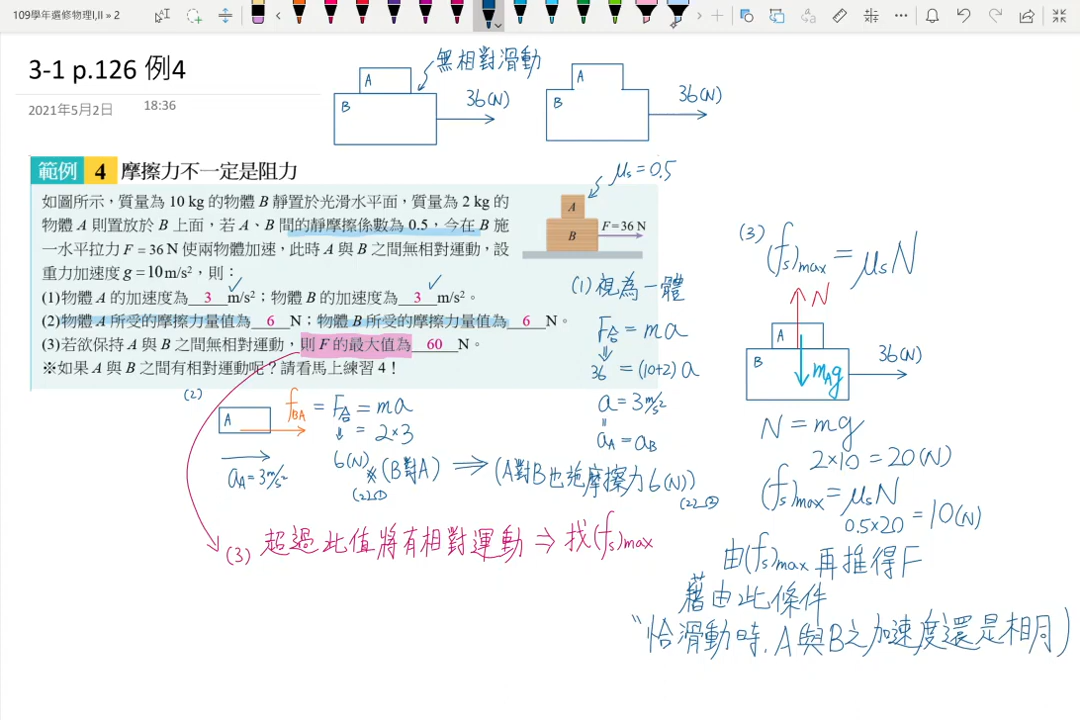 109學年選修物理I,II » 2
3-1 p.126 例4
2021年5月2日
18:36
A
B
無相對滑動
36(N)
A
B
36(N)
範例 4 摩擦力不一定是阻力
如圖所示，質量為 10 kg 的物體 B 靜置於光滑水平面，質量為 2 kg 的
物體 A 則置放於 B 上面，若 A、B 間的靜摩擦係數為 0.5，今在 B 施
一水平拉力 F = 36 N 使兩物體加速，此時 A 與 B 之間無相對運動，設
重力加速度 g = 10 m/s²，則：
(1)物體 A 的加速度為 3 m/s²；物體 B 的加速度為 3 m/s²。
(2)物體 A 所受的摩擦力量值為 6 N；物體 B 所受的摩擦力量值為 6 N。
(3)若欲保持 A 與 B 之間無相對運動，則 F 的最大值為 60 N。
※如果 A 與 B 之間有相對運動呢？請看馬上練習 4！
μs = 0.5
A
B
F = 36 N
(1) 視為一體
F合 = ma
⇓
36 = (10+2) a
a = 3 m/s²
=
aA = aB
(2)
A
fBA = F合 = ma
= 2×3
6(N) (B對A) ⟹ (A對B也施摩擦力6(N))
aA = 3 m/s²
(3) 超過此值將有相對運動 ⇒ 找(fs)max
(3)
(fs)max = μsN
N
A
B
mAg
36(N)
N = mg
2×10 = 20(N)
(fs)max = μsN
0.5×20 = 10(N)
由(fs)max 再推得F
藉由此條件
恰滑動時，A與B之加速度還是相同)